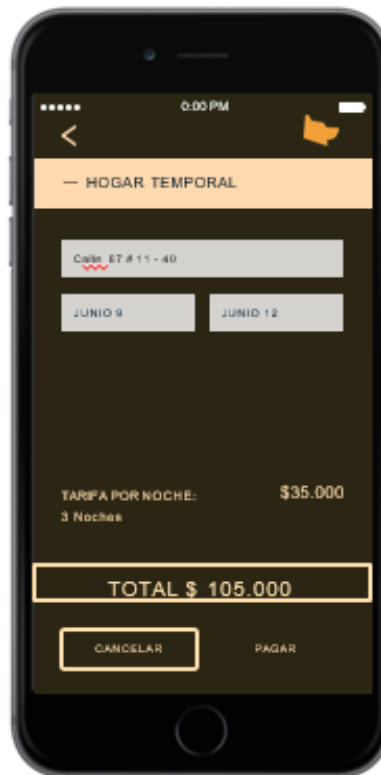 0:00 PM
— HOGAR TEMPORAL
Calle 67 # 11 - 40
JUNIO 9 JUNIO 12
TARIFA POR NOCHE: $35.000
3 Noches
TOTAL $ 105.000
CANCELAR PAGAR